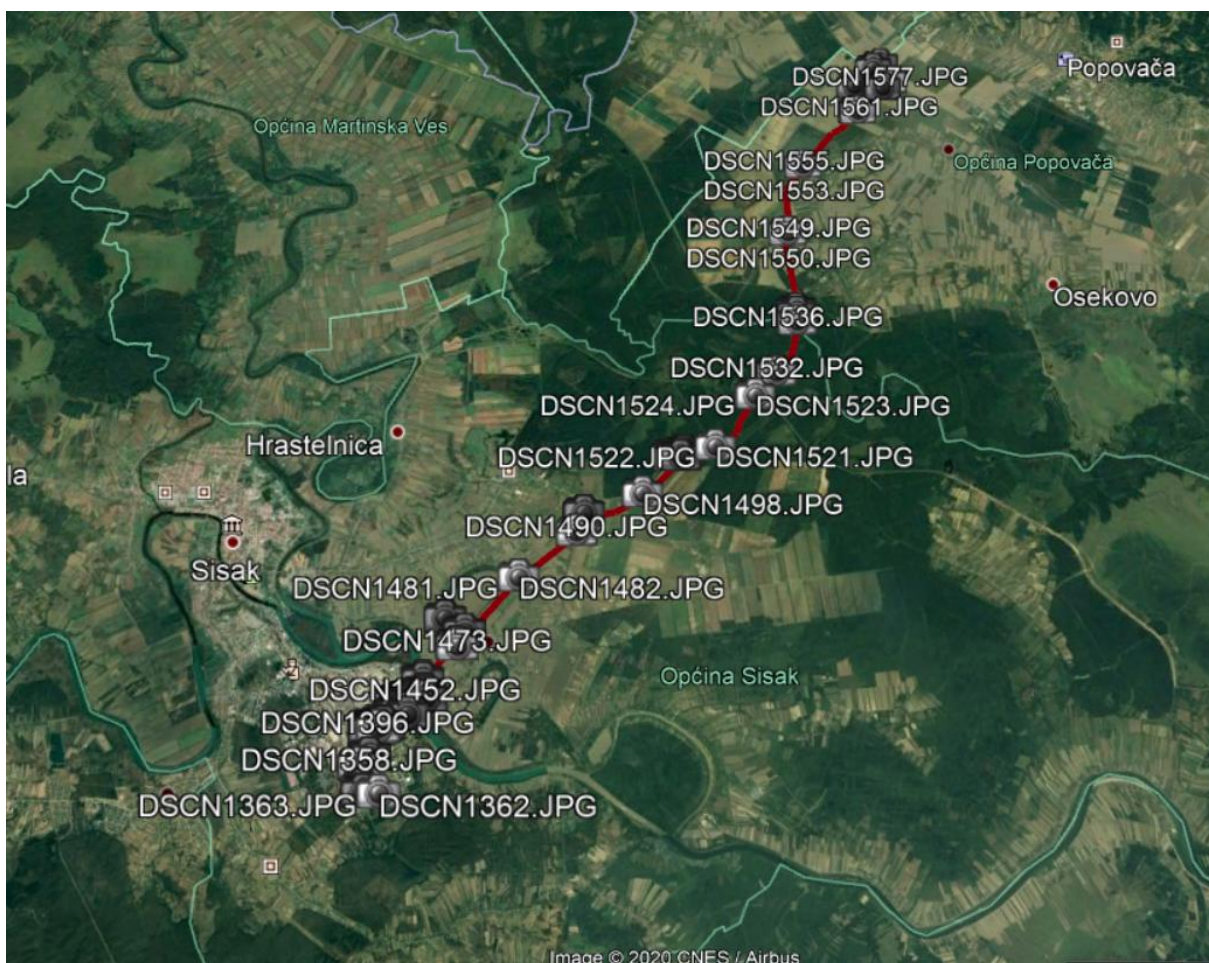 DSCN1577.JPG
Popovača
DSCN1561.JPG
Općina Martinska Ves
DSCN1555.JPG
Općina Popovača
DSCN1553.JPG
DSCN1549.JPG
DSCN1550.JPG
Osekovo
DSCN1536.JPG
DSCN1532.JPG
DSCN1524.JPG
DSCN1523.JPG
Hrastelnica
DSCN1522.JPG
DSCN1521.JPG
la
DSCN1498.JPG
DSCN1490.JPG
Sisak
DSCN1481.JPG
DSCN1482.JPG
DSCN1473.JPG
Općina Sisak
DSCN1452.JPG
DSCN1396.JPG
DSCN1358.JPG
DSCN1363.JPG
DSCN1362.JPG
Image © 2020 CNES / Airbus